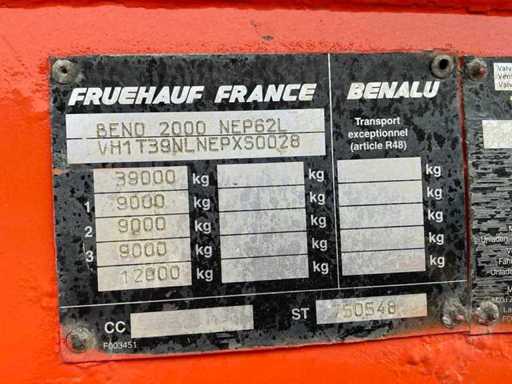 FRUEHAUF FRANCE BENALU
BENO 2000 NEP62L
VH1T39NLNEPXS0028
Transport
exceptionnel
(article R48)
39000 kg kg kg
1 9000 kg kg kg
2 9000 kg kg kg
3 9000 kg kg kg
12000 kg kg kg
CC ST 750548
F003451